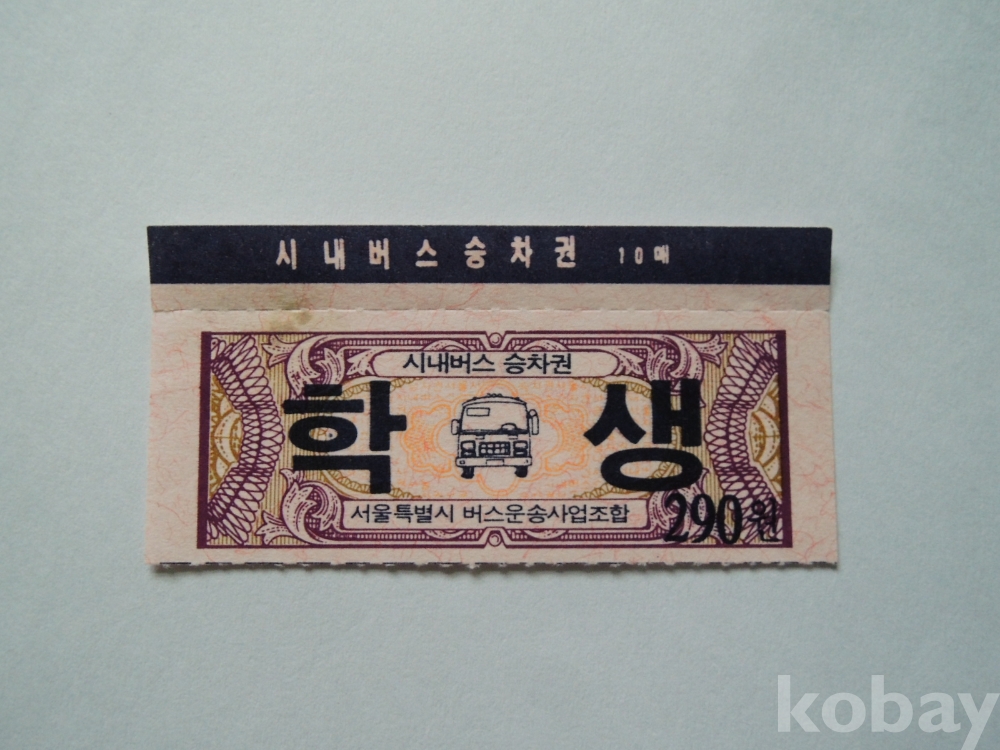 시내버스승차권 10매
시내버스 승차권
학생
서울특별시 버스운송사업조합
290원
kobay